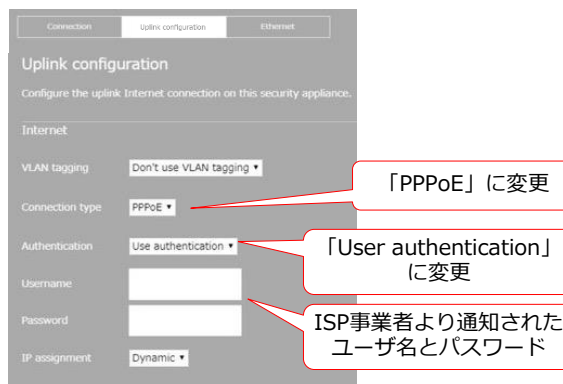 Connection Uplink configuration Ethernet
Uplink configuration
Configure the uplink Internet connection on this security appliance.
Internet
VLAN tagging Don't use VLAN tagging
Connection type PPPoE
「PPPoE」に変更
Authentication Use authentication
「User authentication」
に変更
Username
Password
ISP事業者より通知された
ユーザ名とパスワード
IP assignment Dynamic